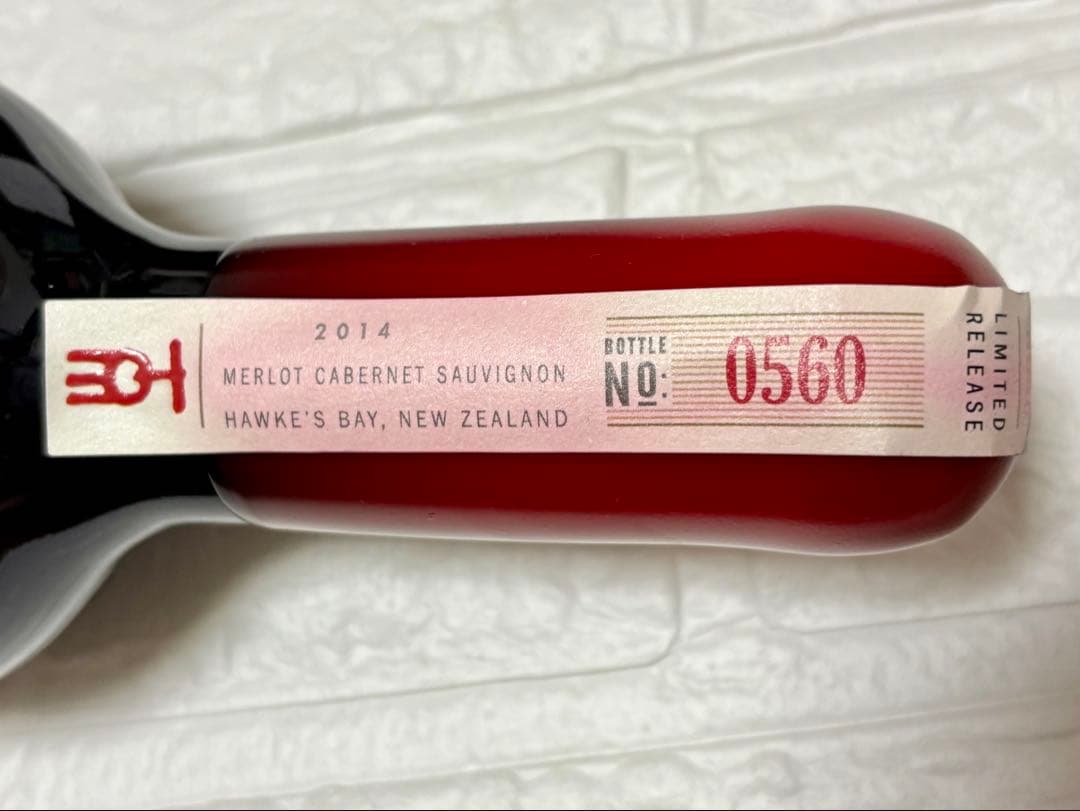 2014
MERLOT CABERNET SAUVIGNON
HAWKE'S BAY, NEW ZEALAND
BOTTLE
NO:
0560
LIMITED
RELEASE